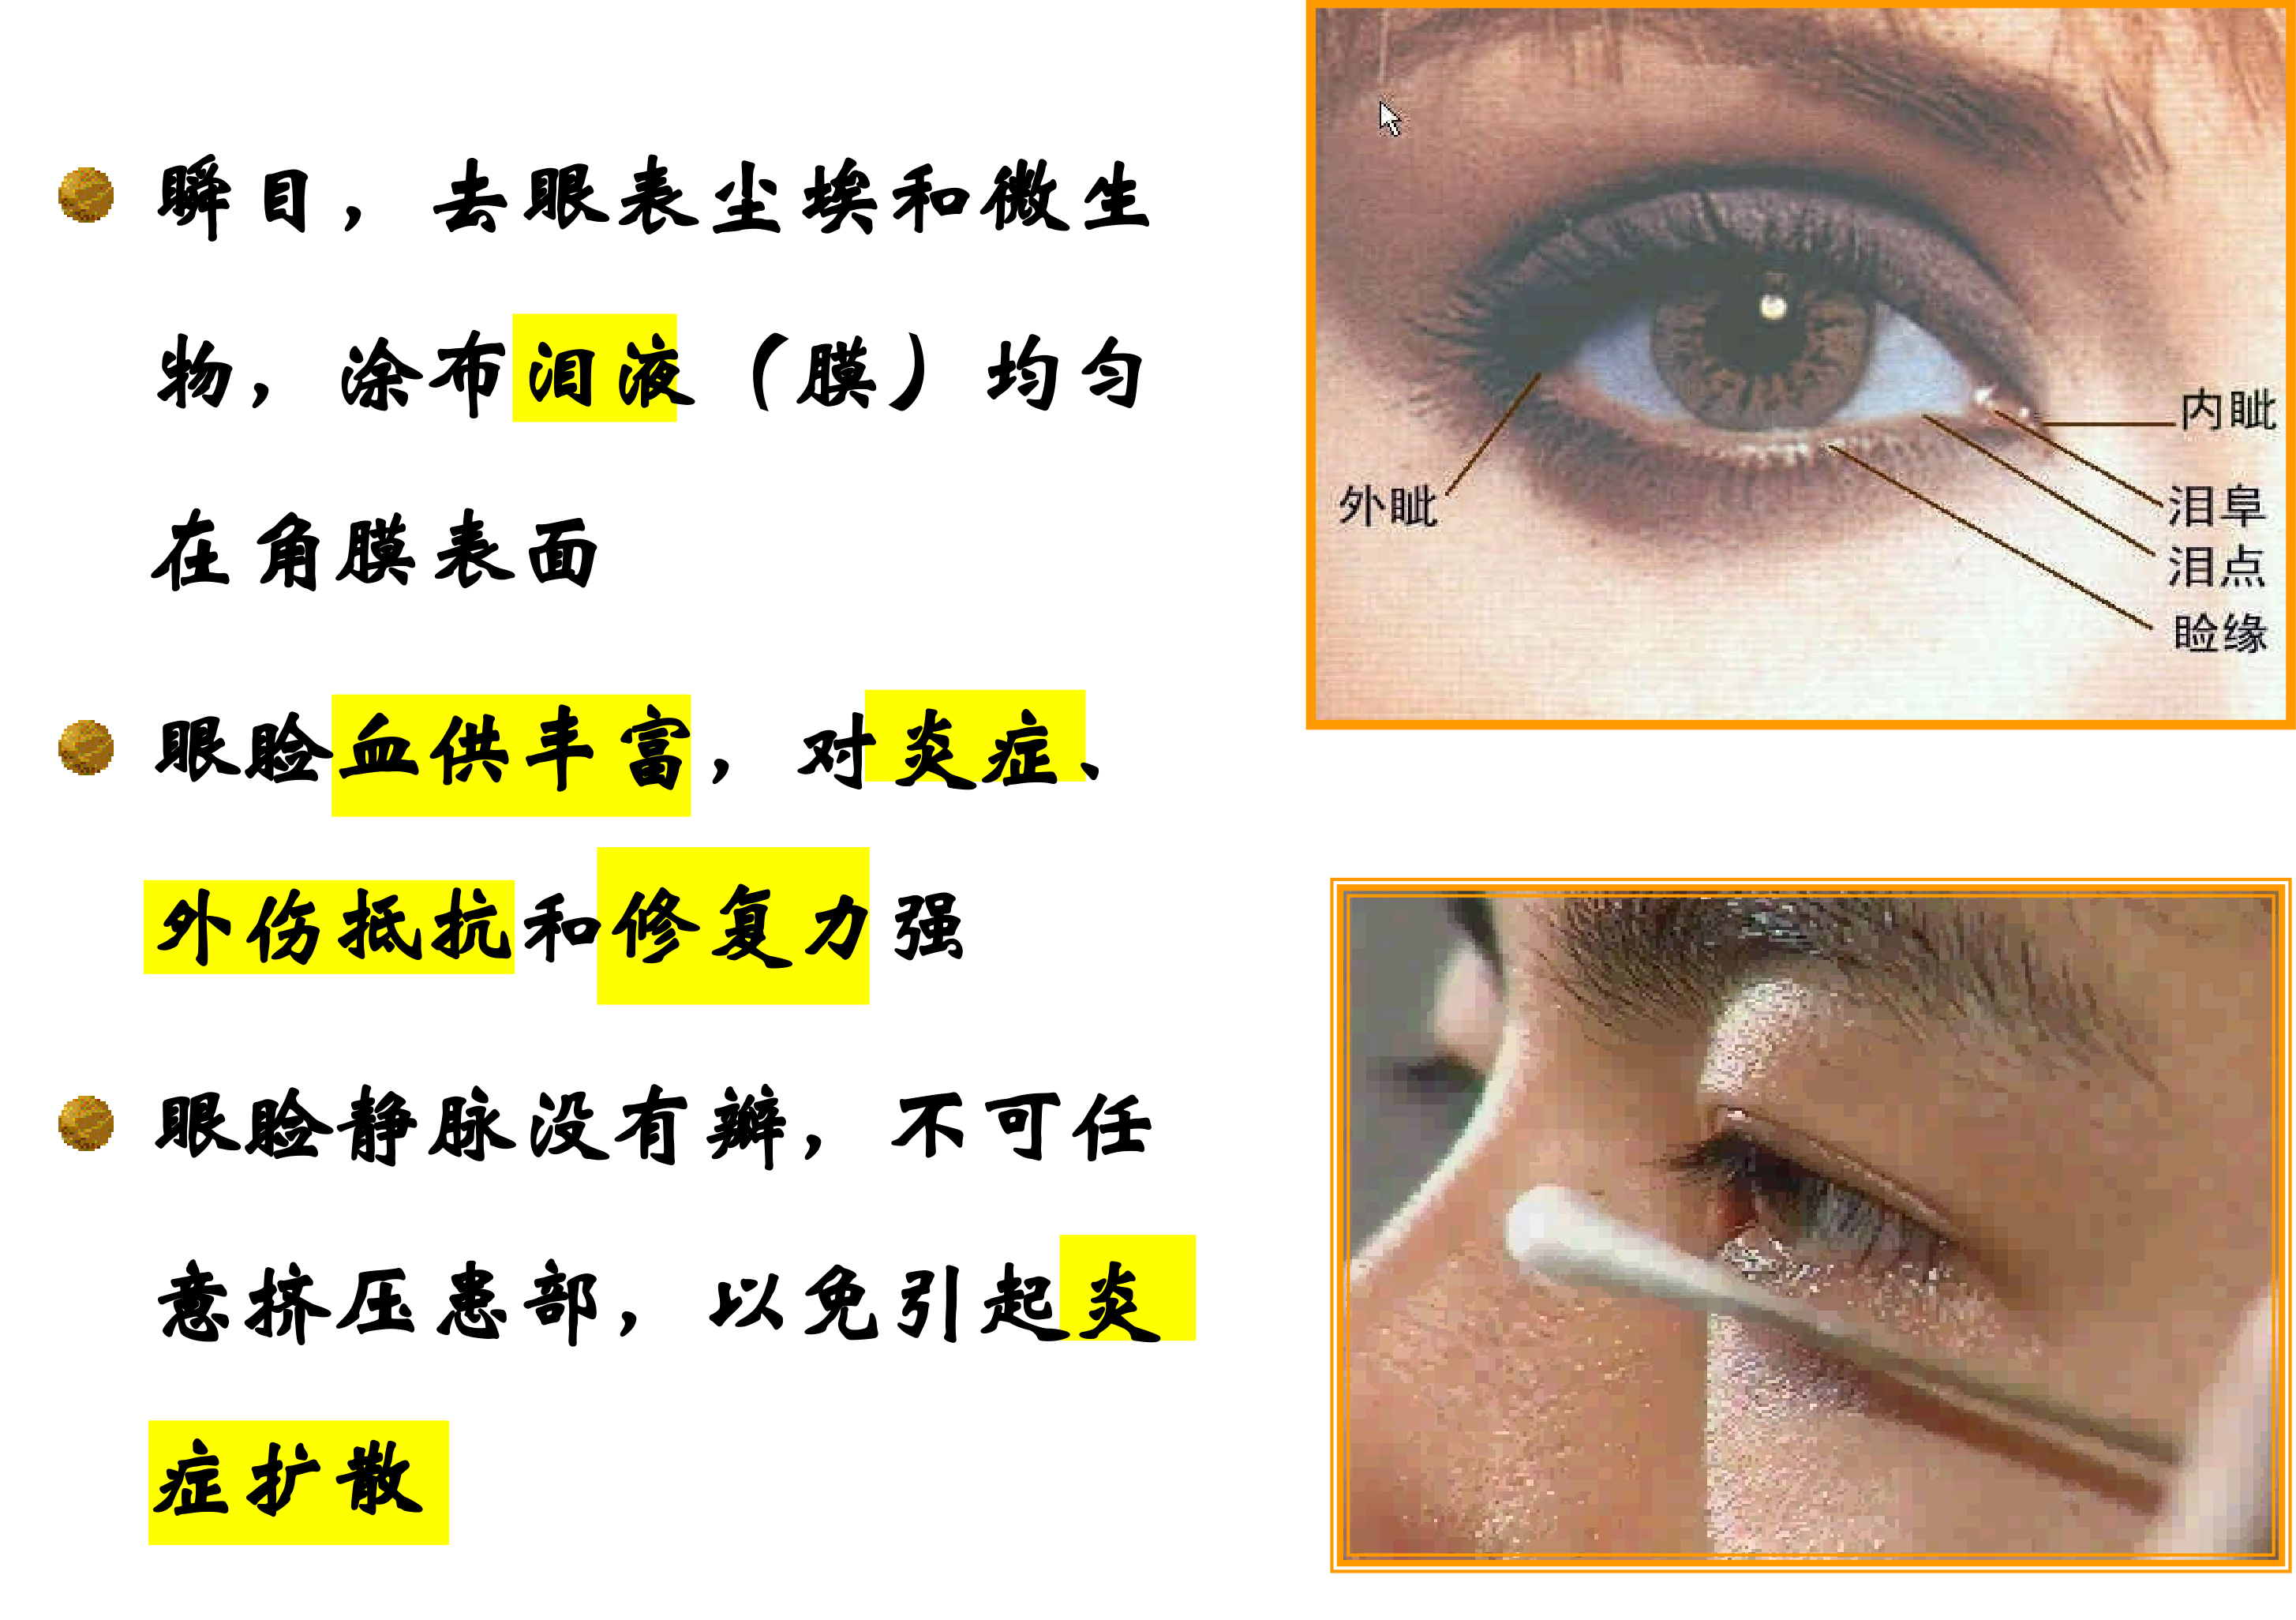 瞬目，去眼表尘埃和微生
物，涂布泪液（膜）均匀
在角膜表面
眼睑血供丰富，对炎症、
外伤抵抗和修复力强
眼睑静脉没有瓣，不可任
意挤压患部，以免引起炎
症扩散
内眦
外眦
泪阜
泪点
睑缘